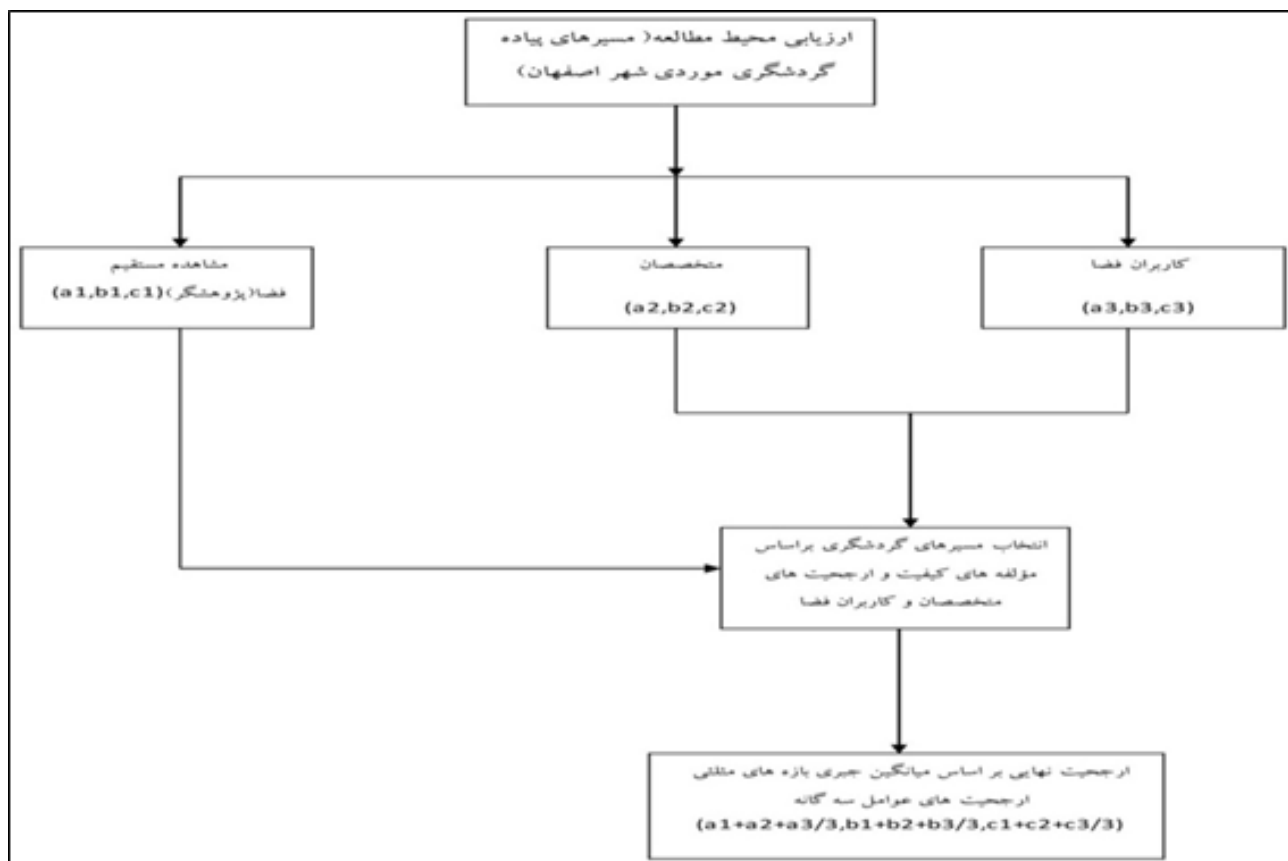 ارزیابی محیط مطالعه( مسیرهای پیاده
گردشگری موردی شهر اصفهان)
کاربران فضا
(a3,b3,c3)
متخصصان
(a2,b2,c2)
مشاهده مستقیم
فضا(پژوهشگر)(a1,b1,c1)
انتخاب مسیرهای گردشگری براساس
مؤلفه های کیفیت و ارجحیت های
متخصصان و کاربران فضا
ارجحیت نهایی بر اساس میانگین جبری بازه های مثلثی
ارجحیت های عوامل سه گانه
(a1+a2+a3/3,b1+b2+b3/3,c1+c2+c3/3)